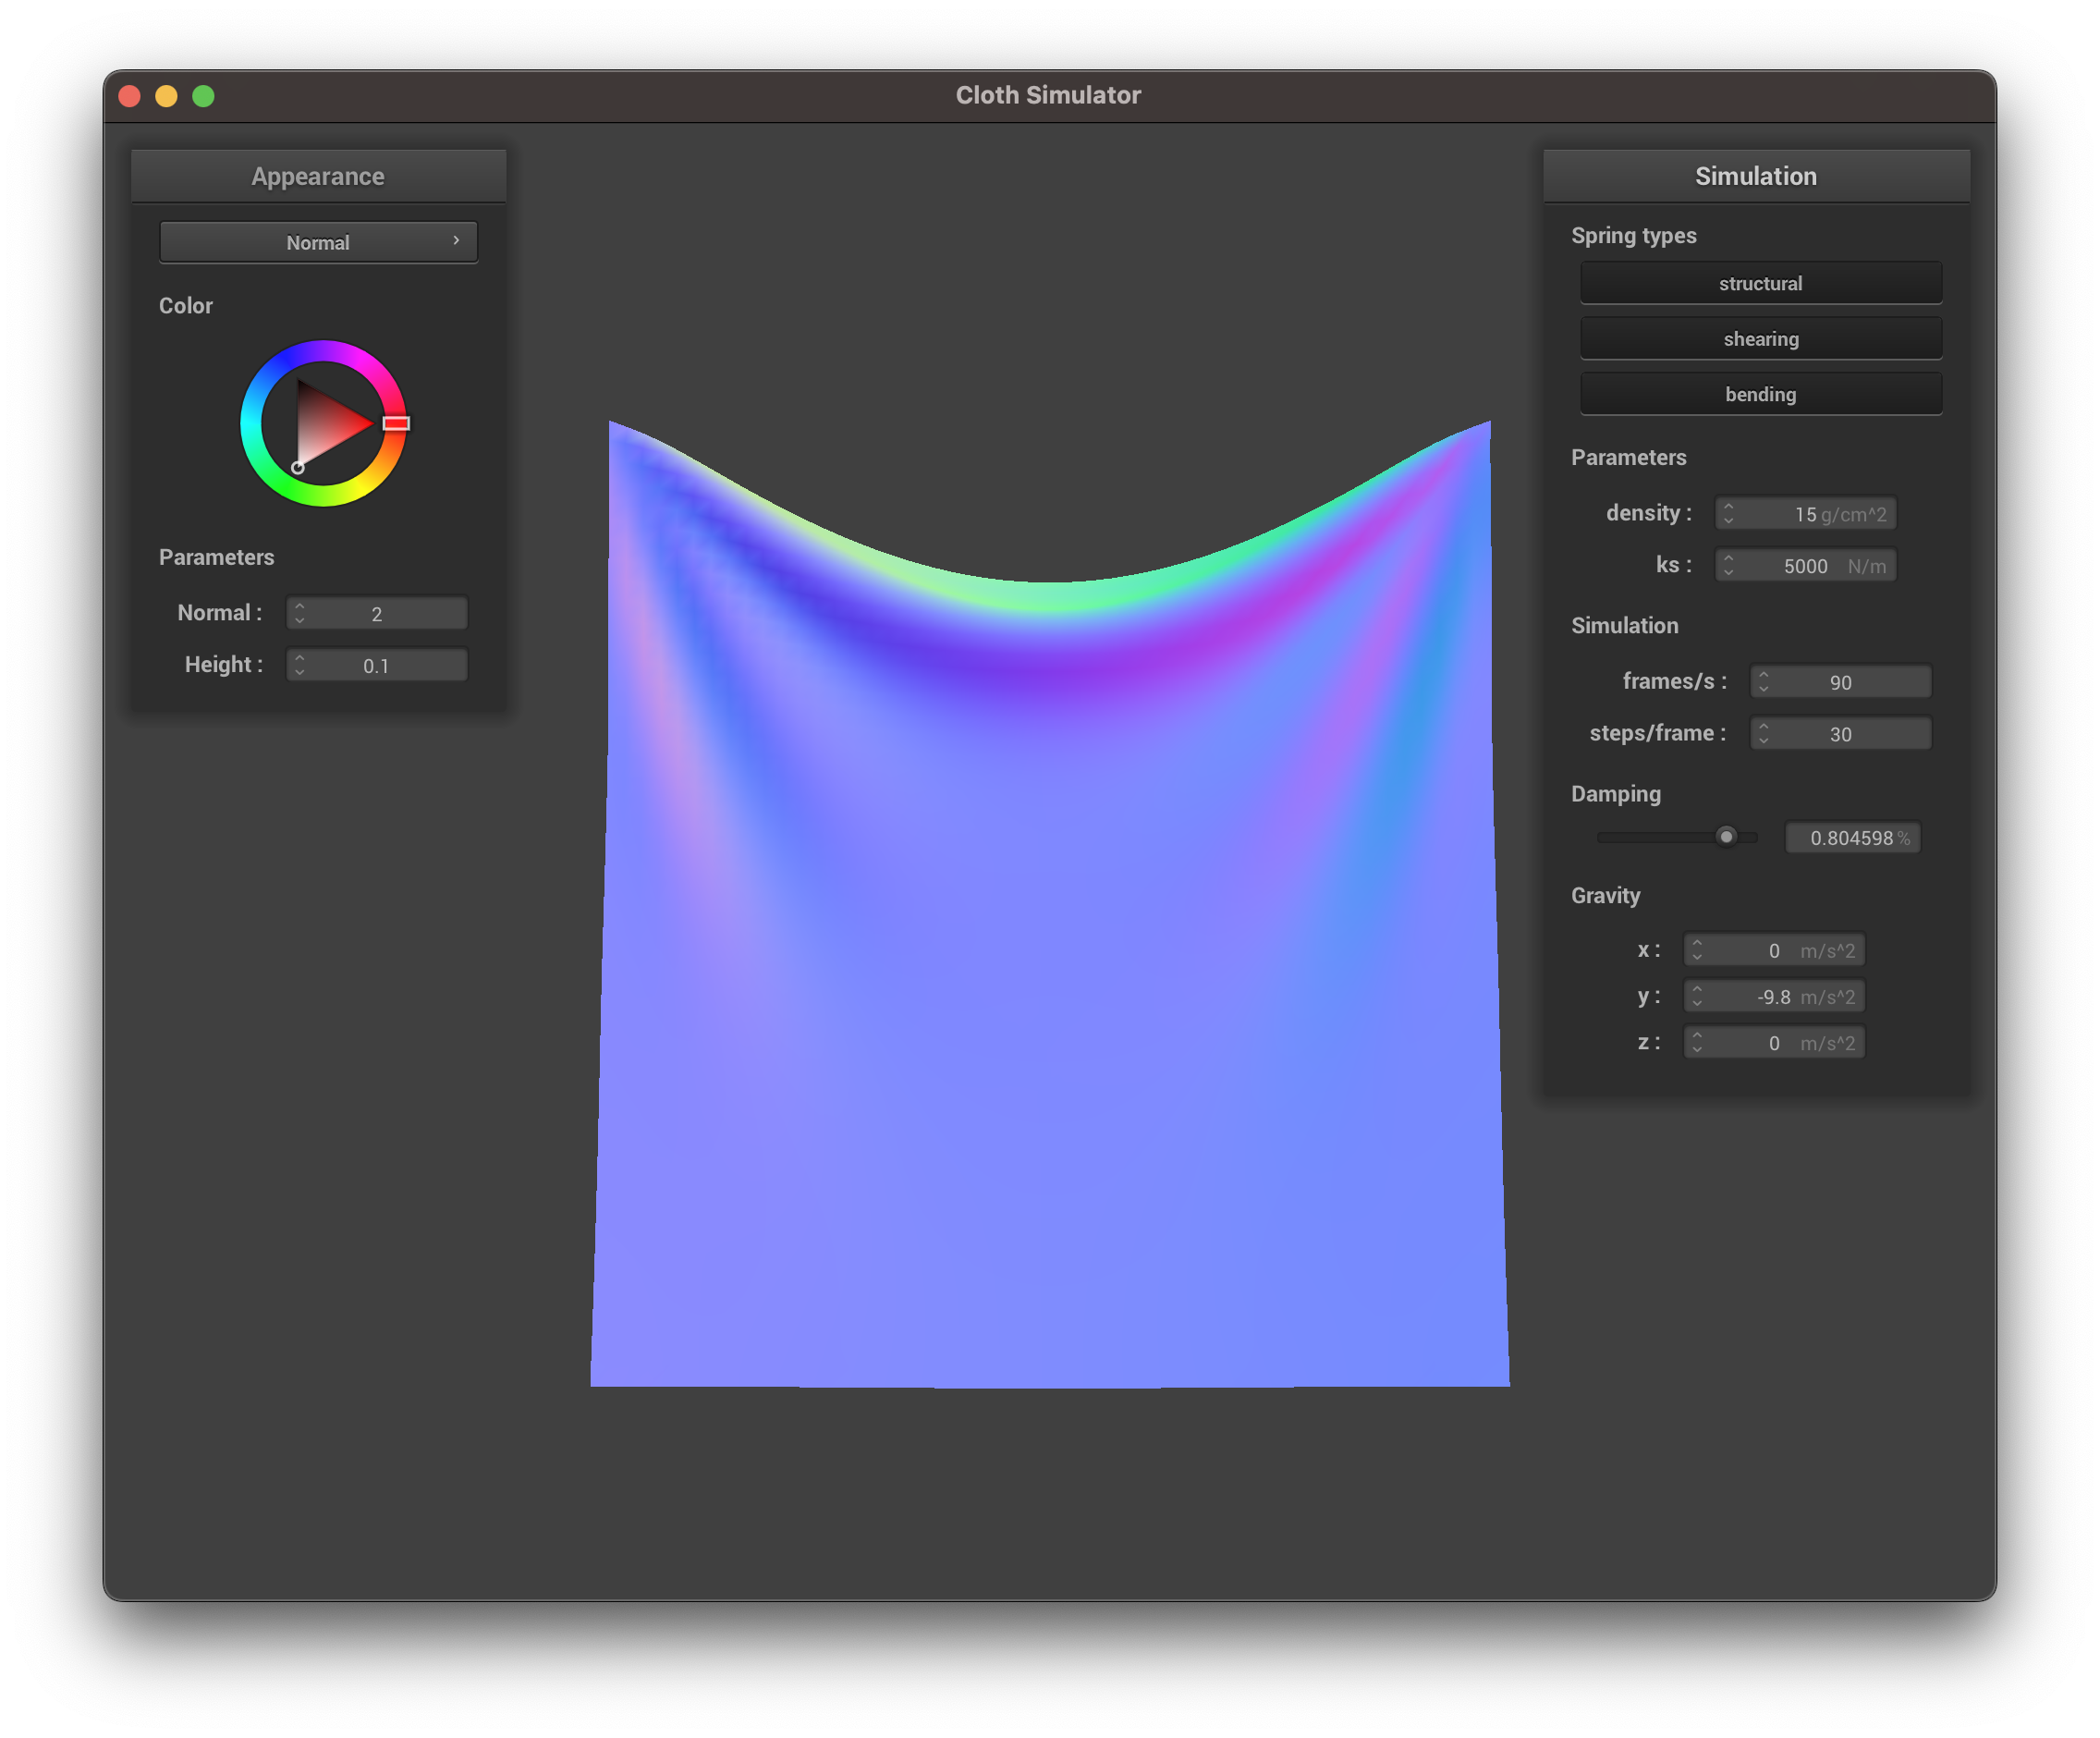 Cloth Simulator
Appearance
Normal
Color
Parameters
Normal : 2
Height : 0.1
Simulation
Spring types
structural
shearing
bending
Parameters
density : 15 g/cm^2
ks : 5000 N/m
Simulation
frames/s : 90
steps/frame : 30
Damping
0.804598 %
Gravity
x : 0 m/s^2
y : -9.8 m/s^2
z : 0 m/s^2